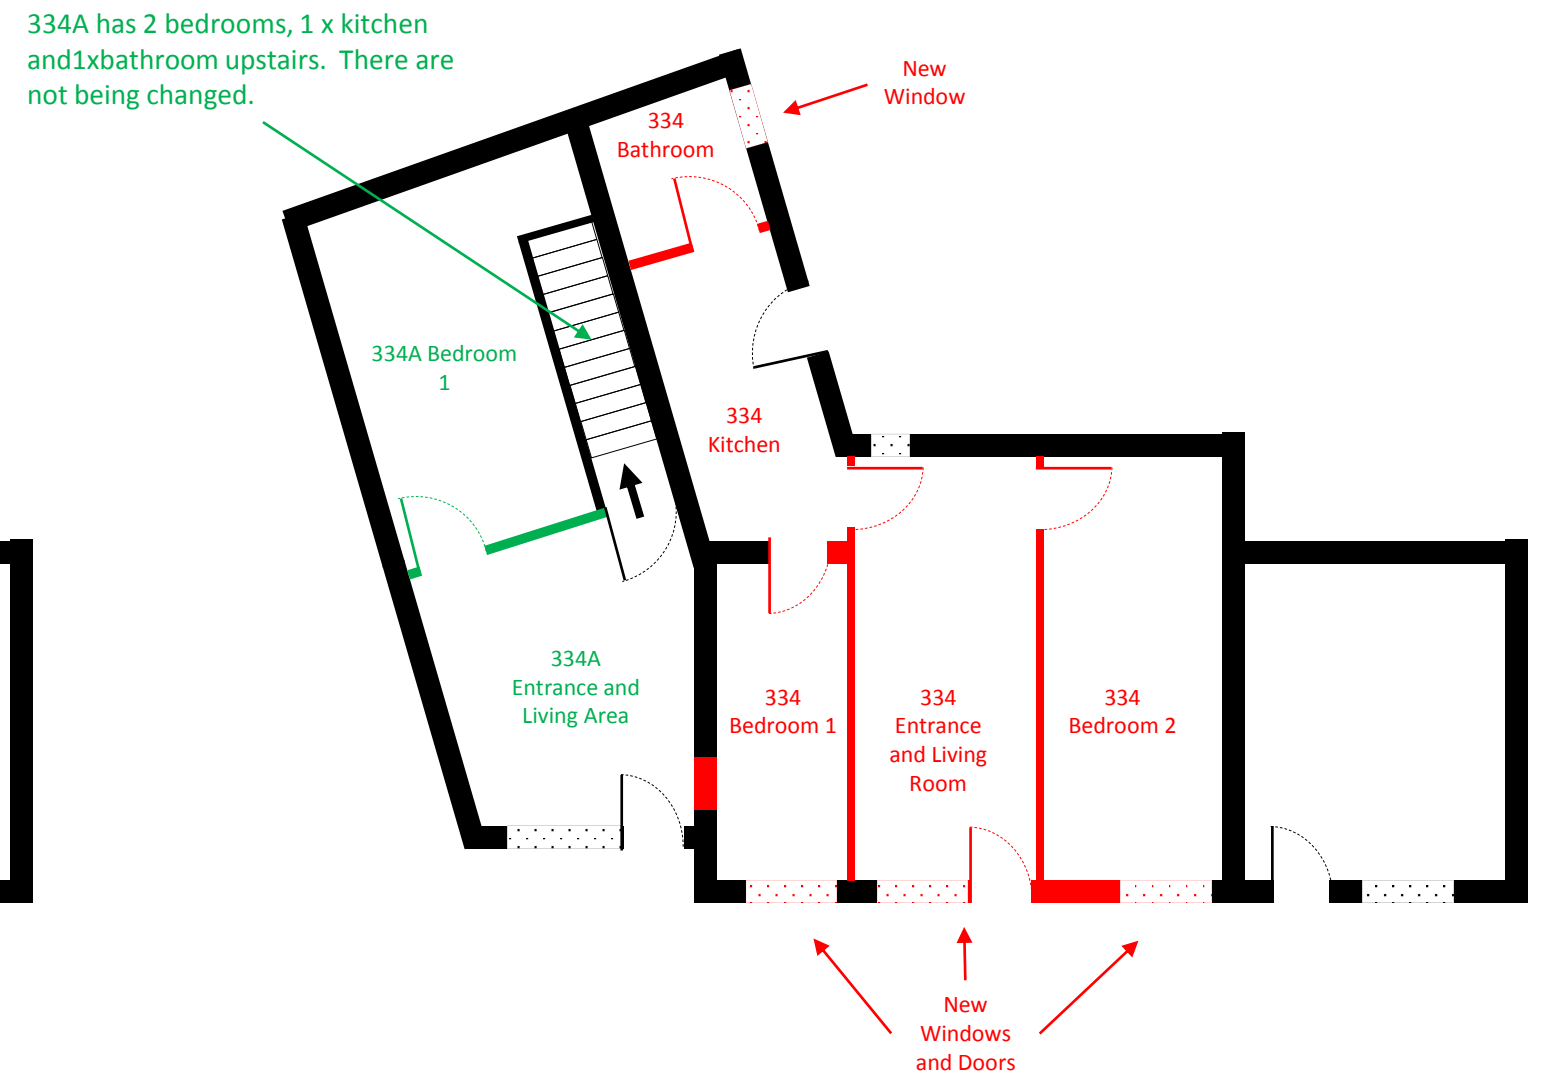 334A has 2 bedrooms, 1 x kitchen
and1xbathroom upstairs.  There are
not being changed.
New
Window
334
Bathroom
334A Bedroom
1
334
Kitchen
334A
Entrance and
Living Area
334
Bedroom 1
334
Entrance
and Living
Room
334
Bedroom 2
New
Windows
and Doors